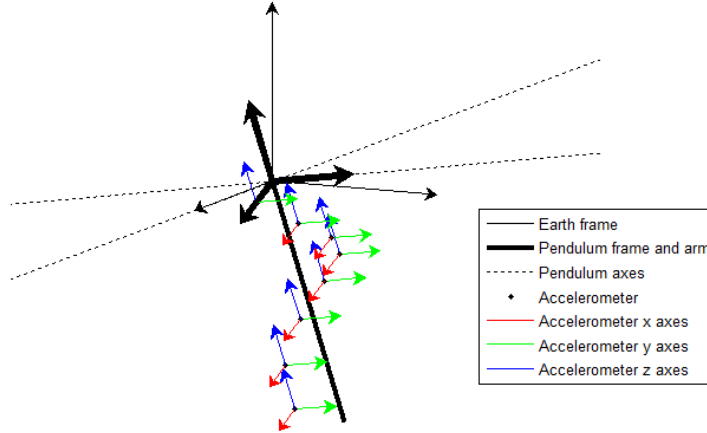 Earth frame
Pendulum frame and arm
Pendulum axes
Accelerometer
Accelerometer x axes
Accelerometer y axes
Accelerometer z axes